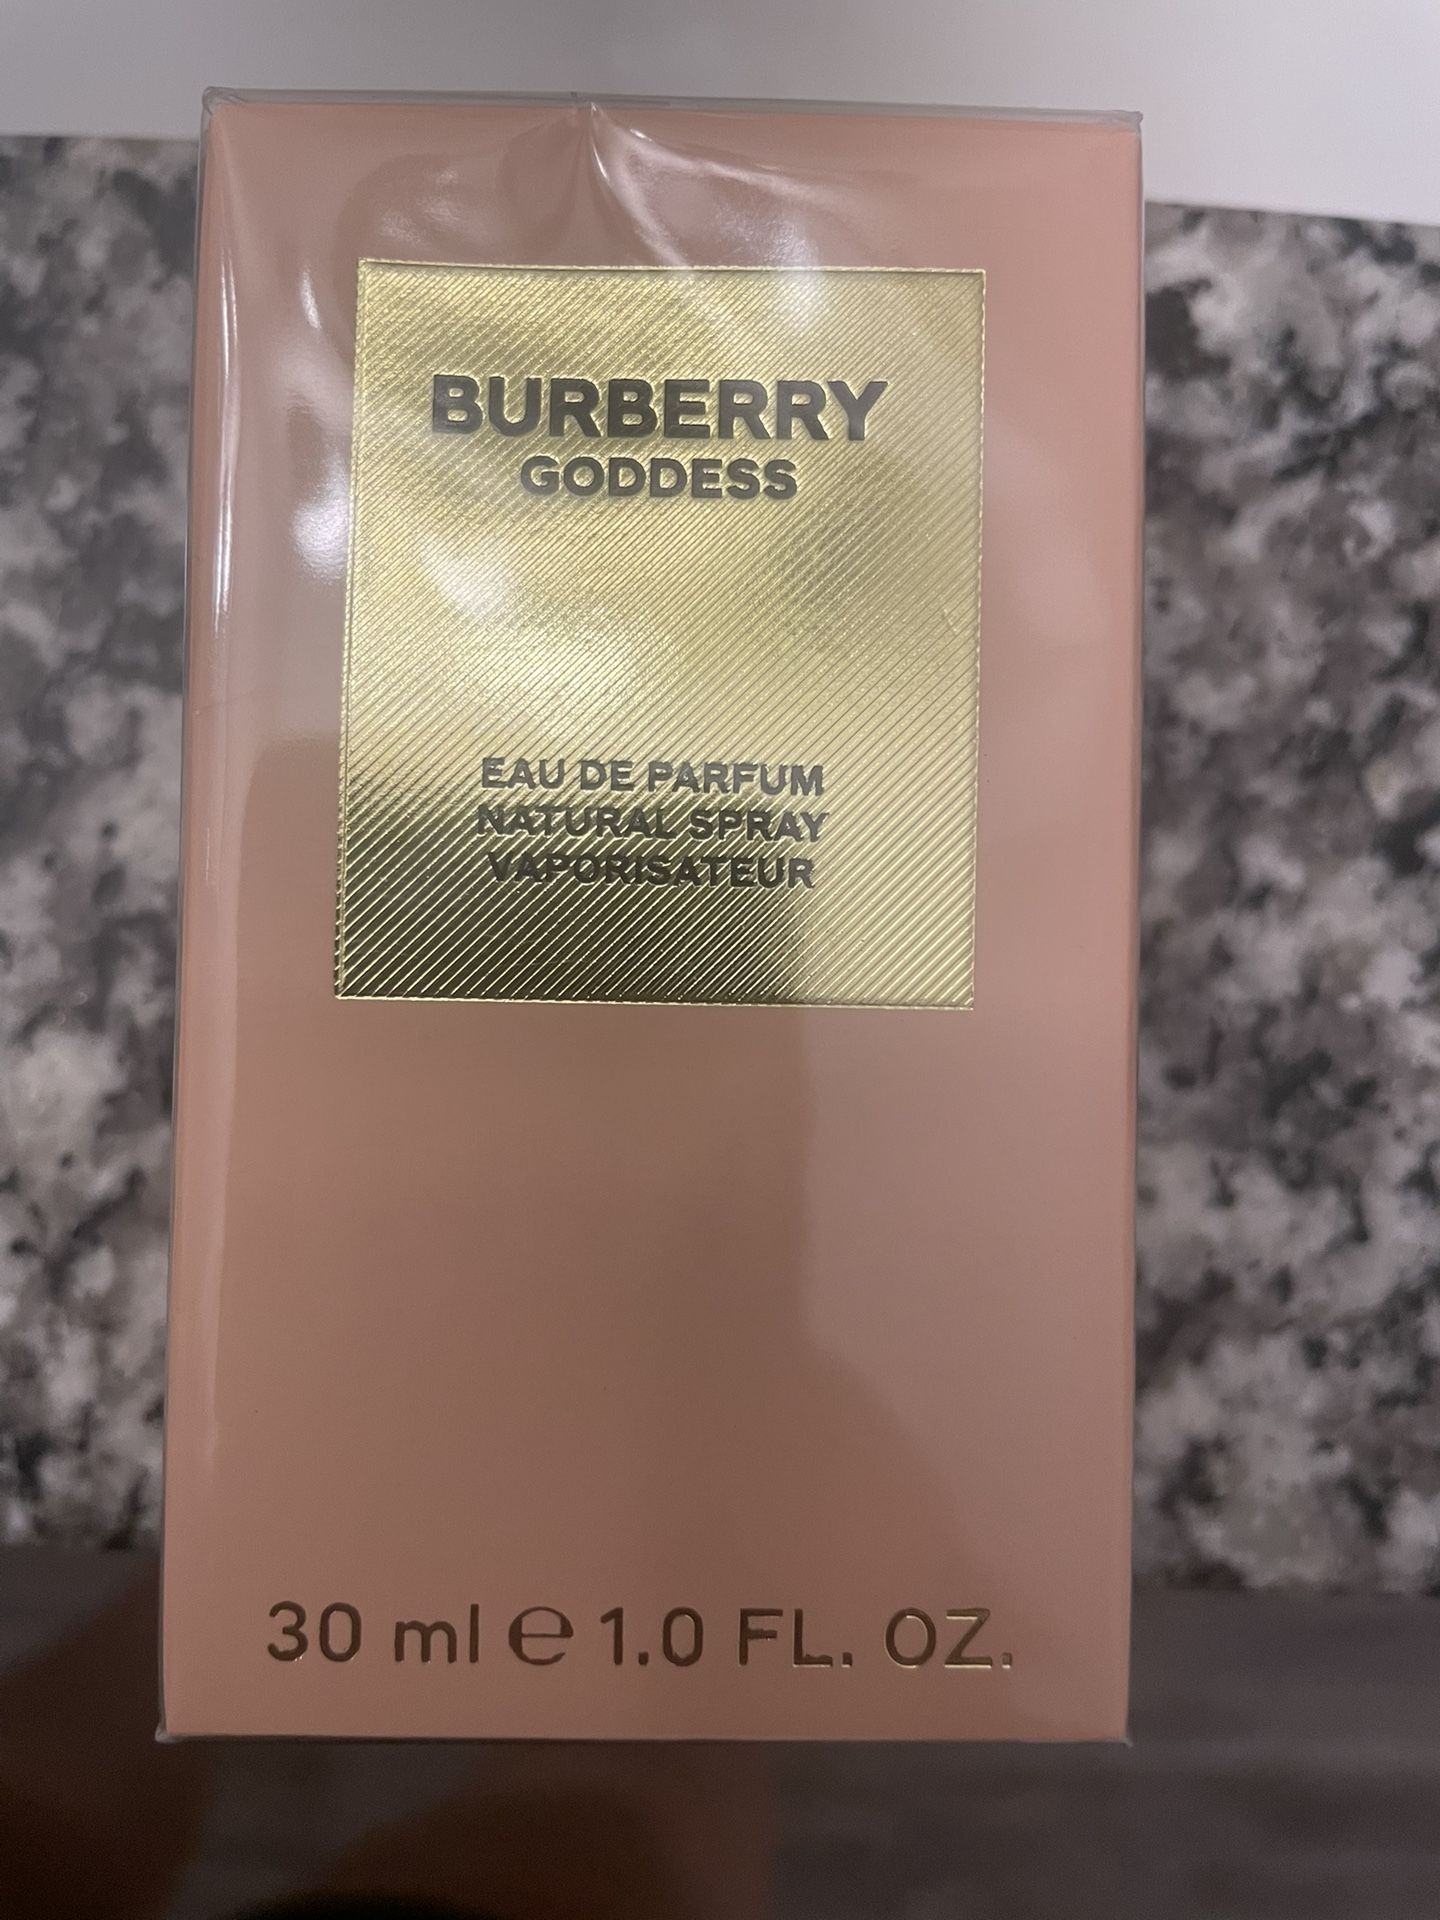 BURBERRY
GODDESS
EAU DE PARFUM
NATURAL SPRAY
VAPORISATEUR
30 ml ℮ 1.0 FL. OZ.